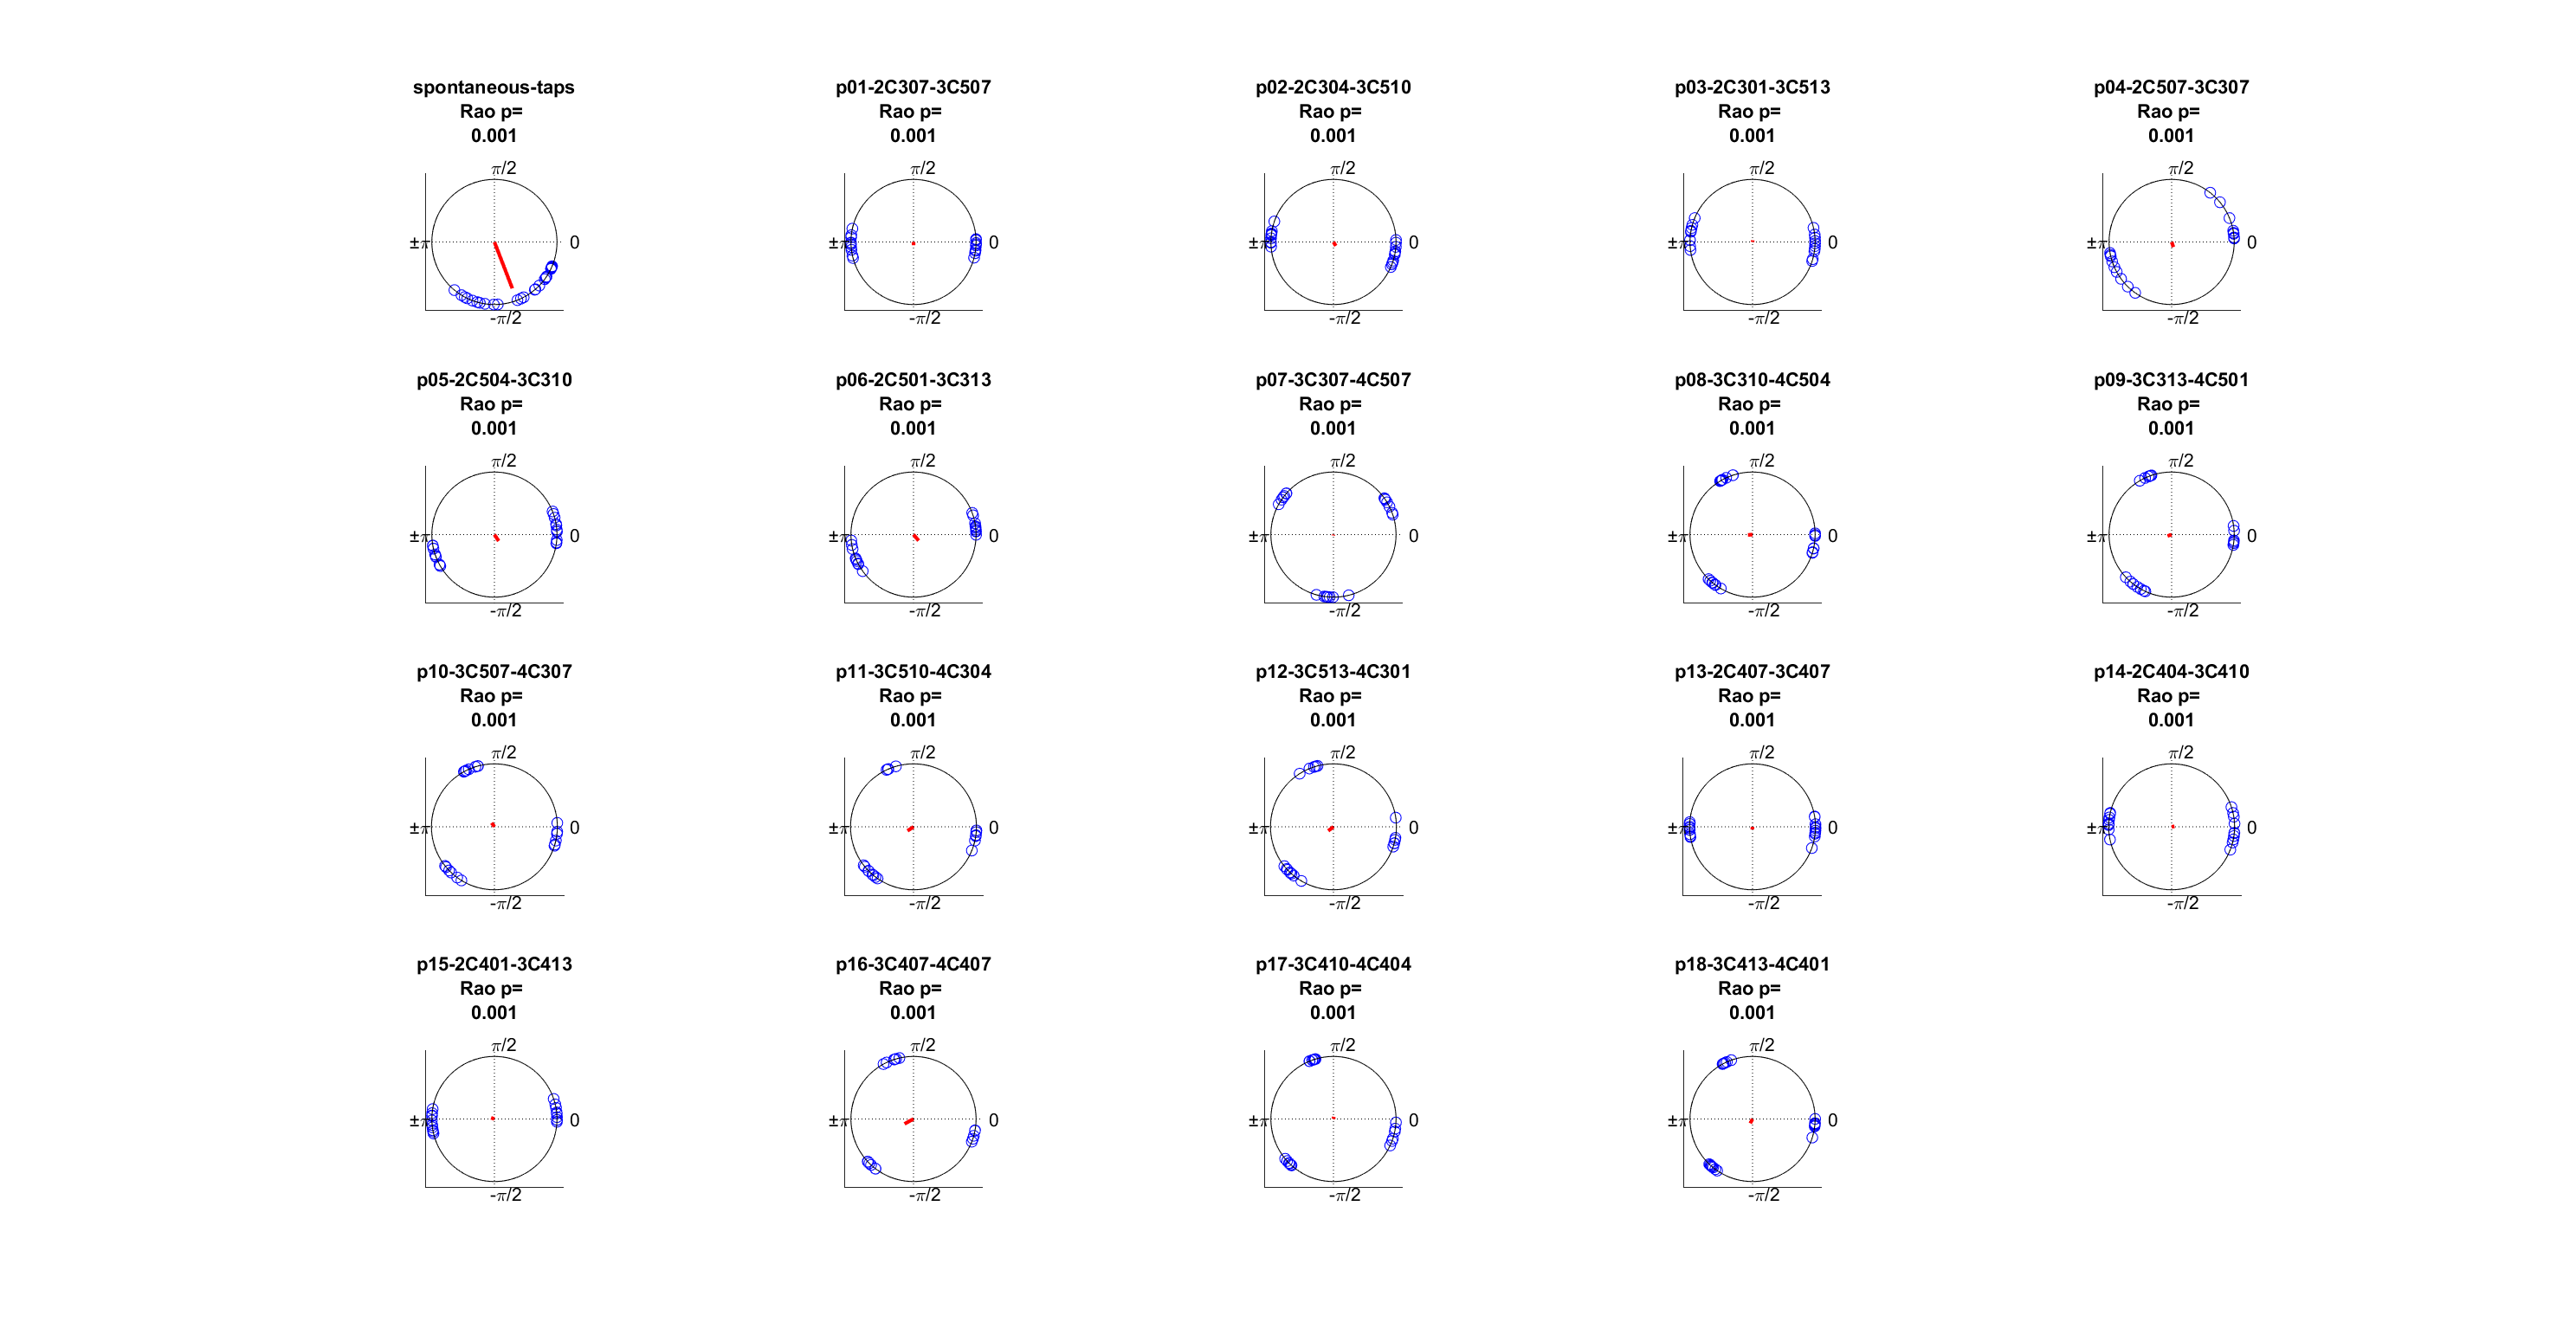 spontaneous-taps
Rao p=
0.001
π/2
±π
0
-π/2
p01-2C307-3C507
Rao p=
0.001
π/2
±π
0
-π/2
p02-2C304-3C510
Rao p=
0.001
π/2
±π
0
-π/2
p03-2C301-3C513
Rao p=
0.001
π/2
±π
0
-π/2
p04-2C507-3C307
Rao p=
0.001
π/2
±π
0
-π/2
p05-2C504-3C310
Rao p=
0.001
π/2
±π
0
-π/2
p06-2C501-3C313
Rao p=
0.001
π/2
±π
0
-π/2
p07-3C307-4C507
Rao p=
0.001
π/2
±π
0
-π/2
p08-3C310-4C504
Rao p=
0.001
π/2
±π
0
-π/2
p09-3C313-4C501
Rao p=
0.001
π/2
±π
0
-π/2
p10-3C507-4C307
Rao p=
0.001
π/2
±π
0
-π/2
p11-3C510-4C304
Rao p=
0.001
π/2
±π
0
-π/2
p12-3C513-4C301
Rao p=
0.001
π/2
±π
0
-π/2
p13-2C407-3C407
Rao p=
0.001
π/2
±π
0
-π/2
p14-2C404-3C410
Rao p=
0.001
π/2
±π
0
-π/2
p15-2C401-3C413
Rao p=
0.001
π/2
±π
0
-π/2
p16-3C407-4C407
Rao p=
0.001
π/2
±π
0
-π/2
p17-3C410-4C404
Rao p=
0.001
π/2
±π
0
-π/2
p18-3C413-4C401
Rao p=
0.001
π/2
±π
0
-π/2